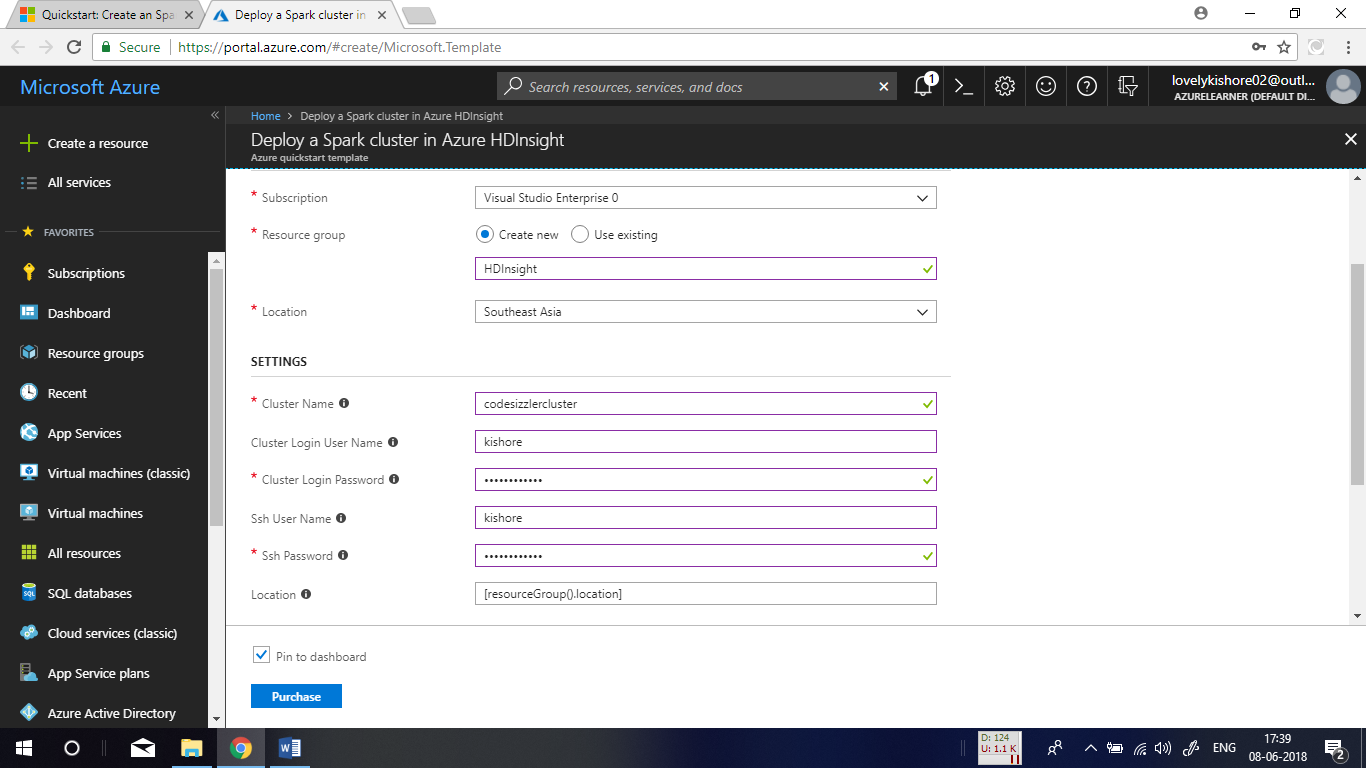 Quickstart: Create an Spa
Deploy a Spark cluster in
Secure
https://portal.azure.com/#create/Microsoft.Template
Microsoft Azure
Search resources, services, and docs
1
lovelykishore02@outl...
AZURELEARNER (DEFAULT DI...
Create a resource
All services
FAVORITES
Subscriptions
Dashboard
Resource groups
Recent
App Services
Virtual machines (classic)
Virtual machines
All resources
SQL databases
Cloud services (classic)
App Service plans
Azure Active Directory
Home > Deploy a Spark cluster in Azure HDInsight
Deploy a Spark cluster in Azure HDInsight
Azure quickstart template
* Subscription
Visual Studio Enterprise 0
* Resource group
Create new
Use existing
HDInsight
* Location
Southeast Asia
SETTINGS
* Cluster Name
codesizzlercluster
Cluster Login User Name
kishore
* Cluster Login Password
••••••••••••
Ssh User Name
kishore
* Ssh Password
••••••••••••
Location
[resourceGroup().location]
Pin to dashboard
Purchase
D: 124
U: 1.1 K
ENG
17:39
08-06-2018
2